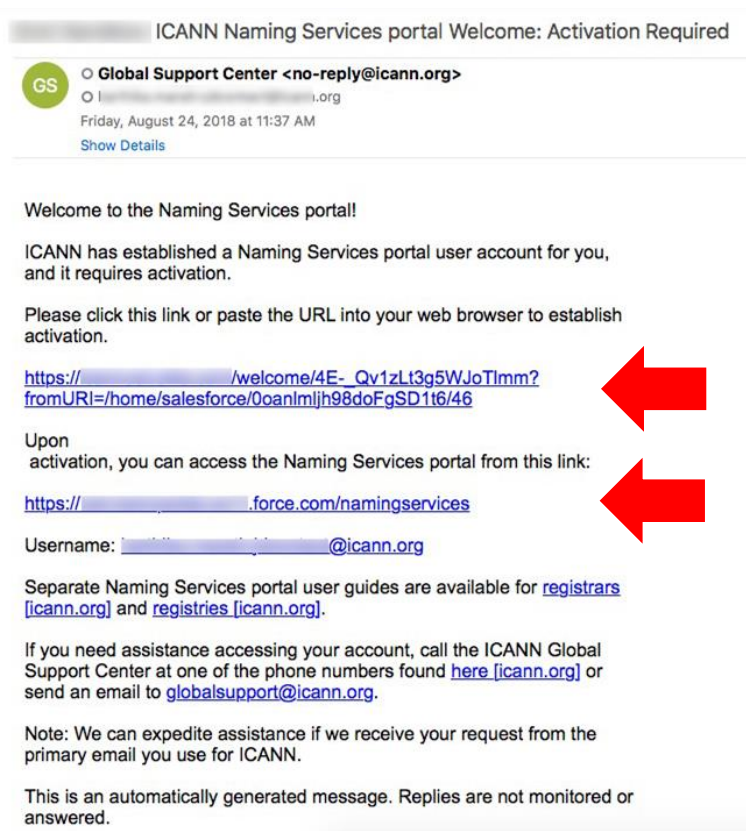 ICANN Naming Services portal Welcome: Activation Required
GS
Global Support Center <no-reply@icann.org>
.org
Friday, August 24, 2018 at 11:37 AM
Show Details
Welcome to the Naming Services portal!
ICANN has established a Naming Services portal user account for you,
and it requires activation.
Please click this link or paste the URL into your web browser to establish
activation.
https:// /welcome/4E-_Qv1zLt3g5WJoTlmm?
fromURI=/home/salesforce/0oanlmljh98doFgSD1t6/46
Upon
activation, you can access the Naming Services portal from this link:
https:// .force.com/namingservices
Username: @icann.org
Separate Naming Services portal user guides are available for registrars
[icann.org] and registries [icann.org].
If you need assistance accessing your account, call the ICANN Global
Support Center at one of the phone numbers found here [icann.org] or
send an email to globalsupport@icann.org.
Note: We can expedite assistance if we receive your request from the
primary email you use for ICANN.
This is an automatically generated message. Replies are not monitored or
answered.